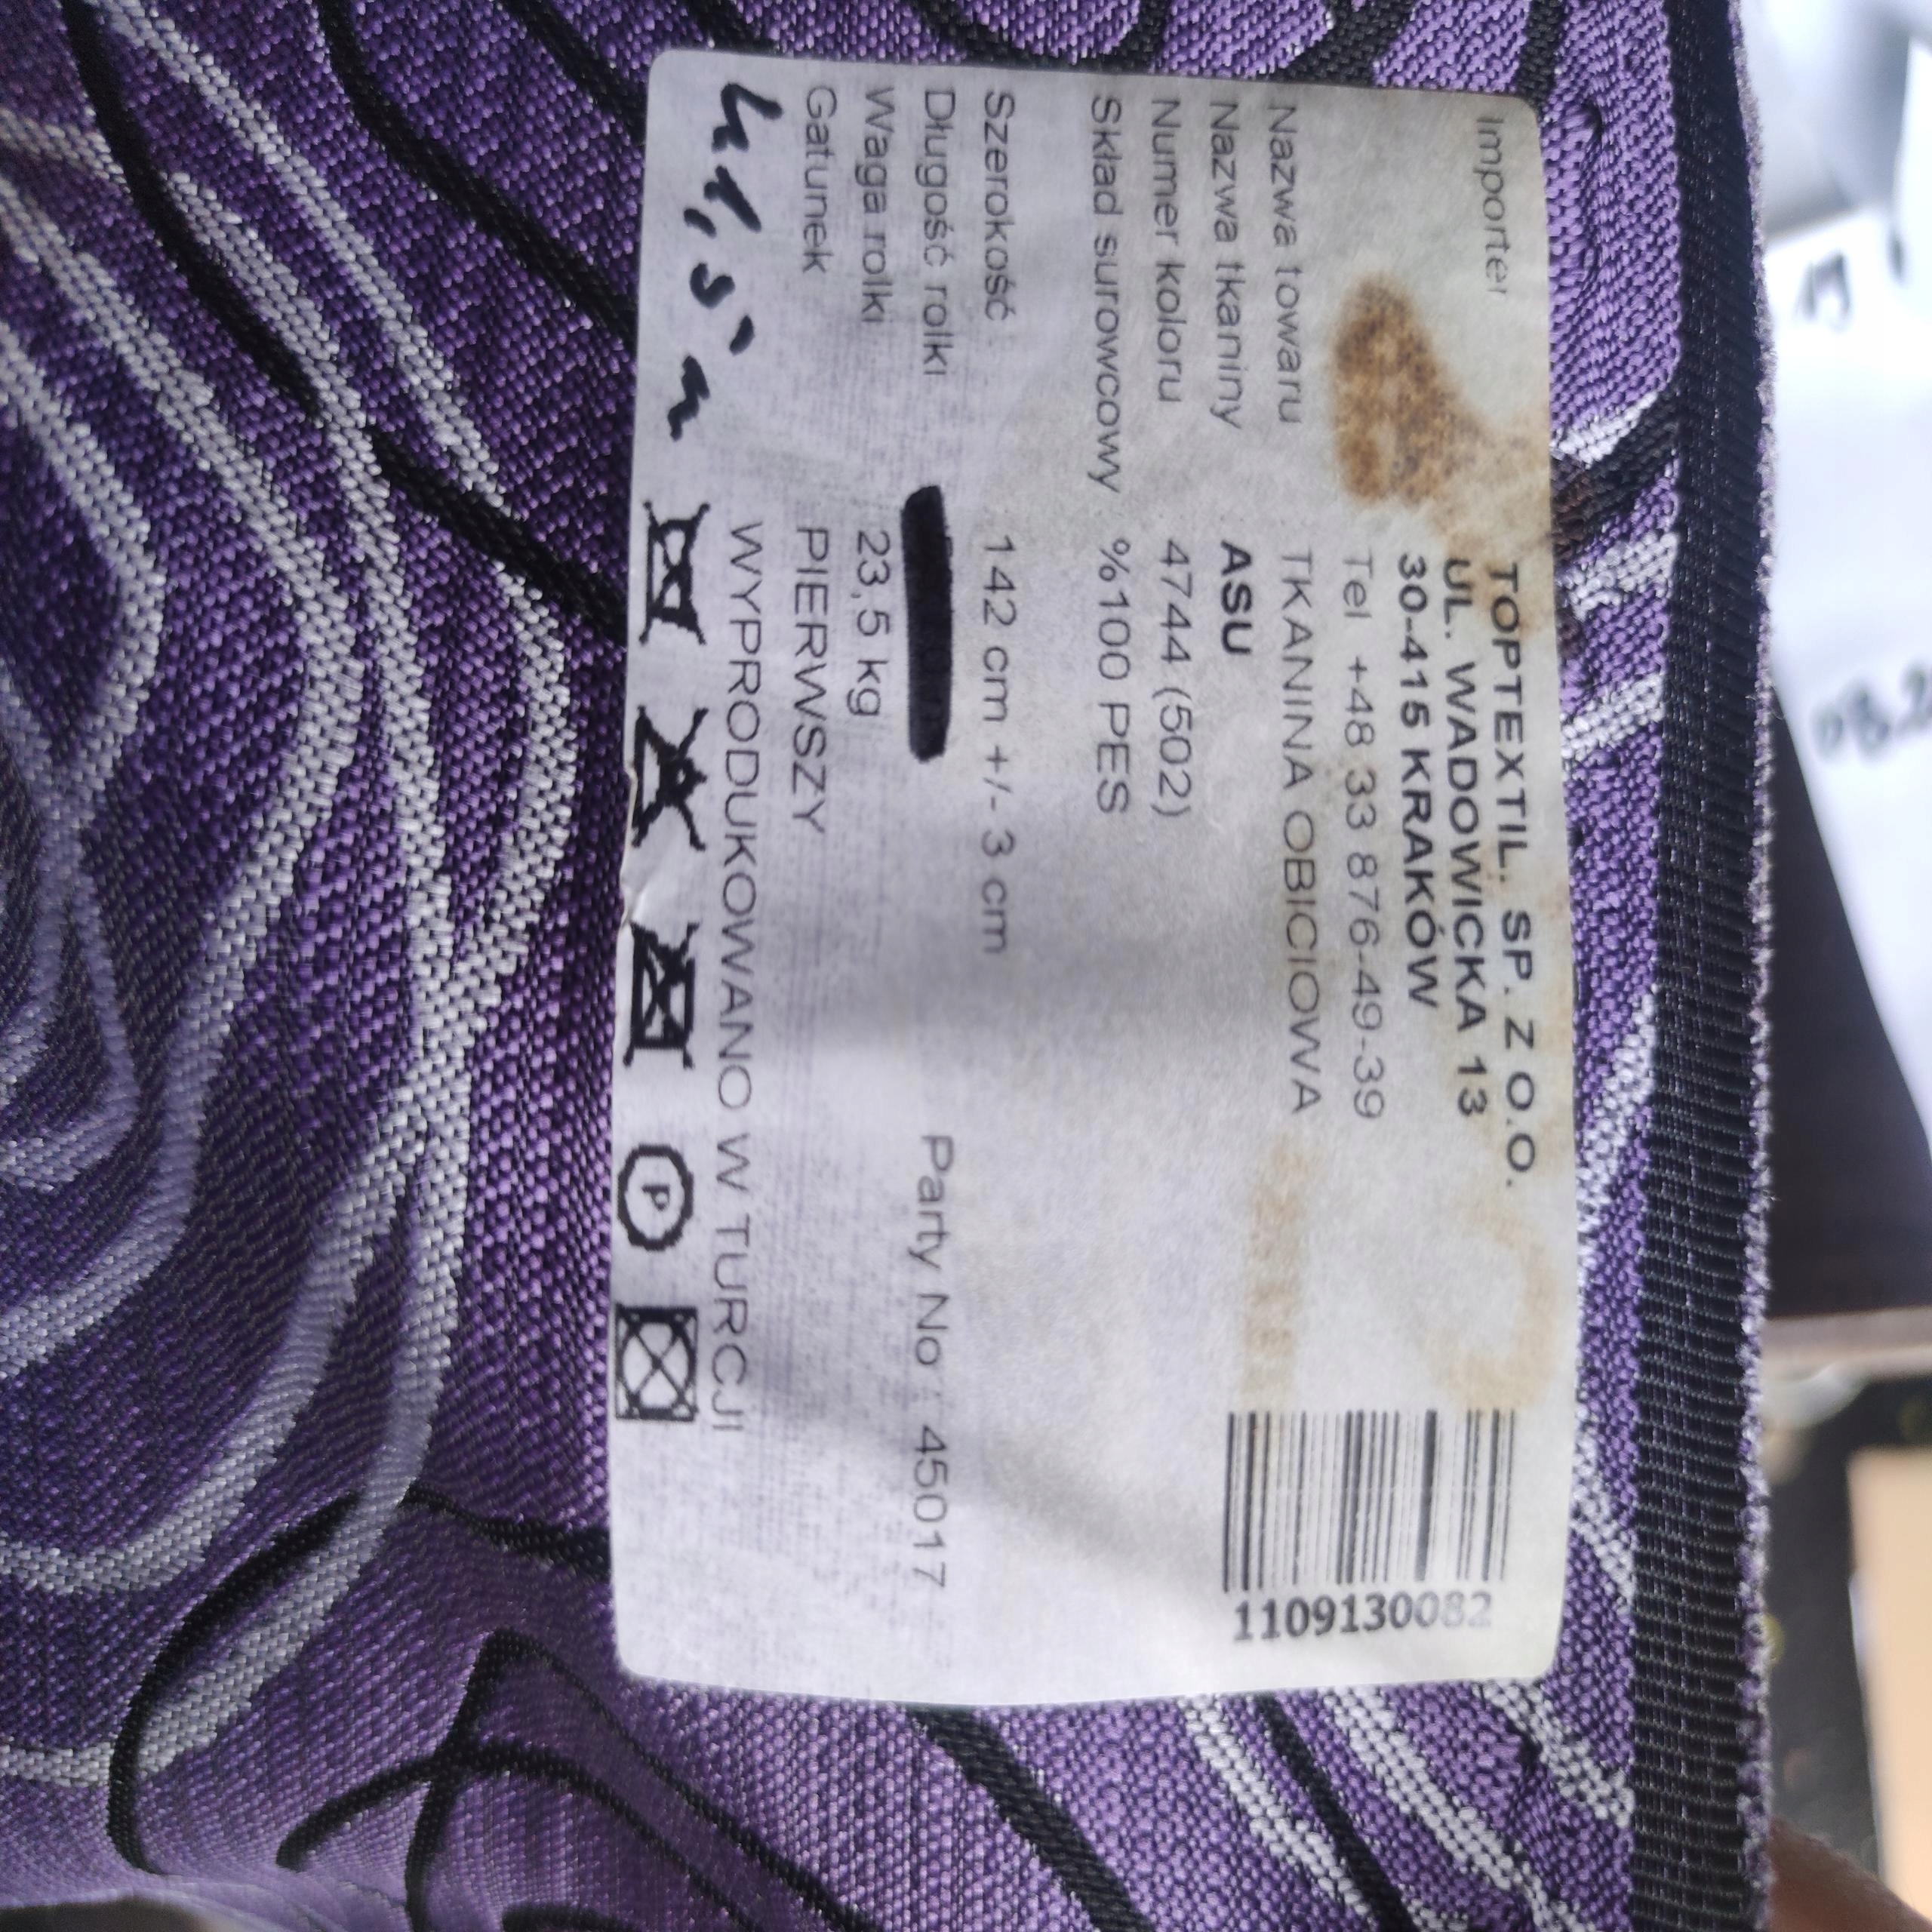 Importer TOPTEXTIL. SP. Z O.O.
UL. WADOWICKA 13
30-415 KRAKÓW
Tel +48 33 876-49-39
1109130082
Nazwa towaru TKANINA OBICIOWA
Nazwa tkaniny ASU
Numer koloru 4744 (502)
Skład surowcowy %100 PES
Szerokość 142 cm +/- 3 cm
Długość rolki Party No : 45017
Waga rolki 23,5 kg
Gatunek PIERWSZY
WYPRODUKOWANO W TURCJI
P